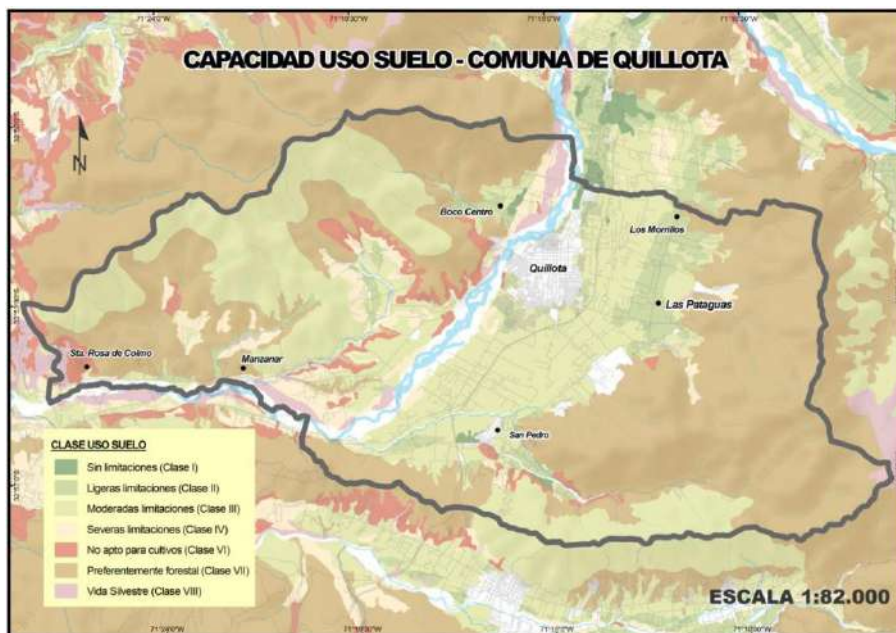 CAPACIDAD USO SUELO - COMUNA DE QUILLOTA
N
Boco Centro
Los Morrilos
Quillota
Las Pataguas
Sta. Rosa de Colmo
Manzanar
San Pedro
CLASE USO SUELO
Sin limitaciones (Clase I)
Ligeras limitaciones (Clase II)
Moderadas limitaciones (Clase III)
Severas limitaciones (Clase IV)
No apto para cultivos (Clase VI)
Preferentemente forestal (Clase VII)
Vida Silvestre (Clase VIII)
ESCALA 1:82.000